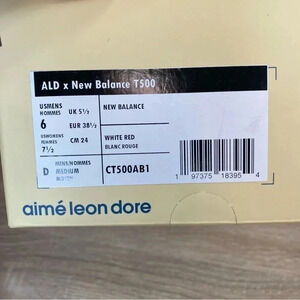 ALD x New Balance T500
USMENS
HOMMES
6
UK 5½
EUR 38½
USWOMENS
FEMMES
7½
CM 24
D
MENS/HOMMES
MEDIUM
NEW BALANCE
WHITE RED
BLANC ROUGE
CT500AB1
1 97375 18395 4
aimé leon dore